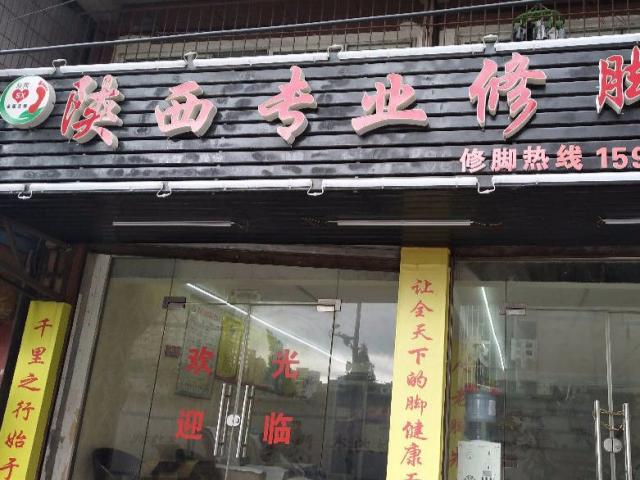 陕西专业修脚
修脚热线 159
千里之行始于
欢迎光临
让全天下的脚健康